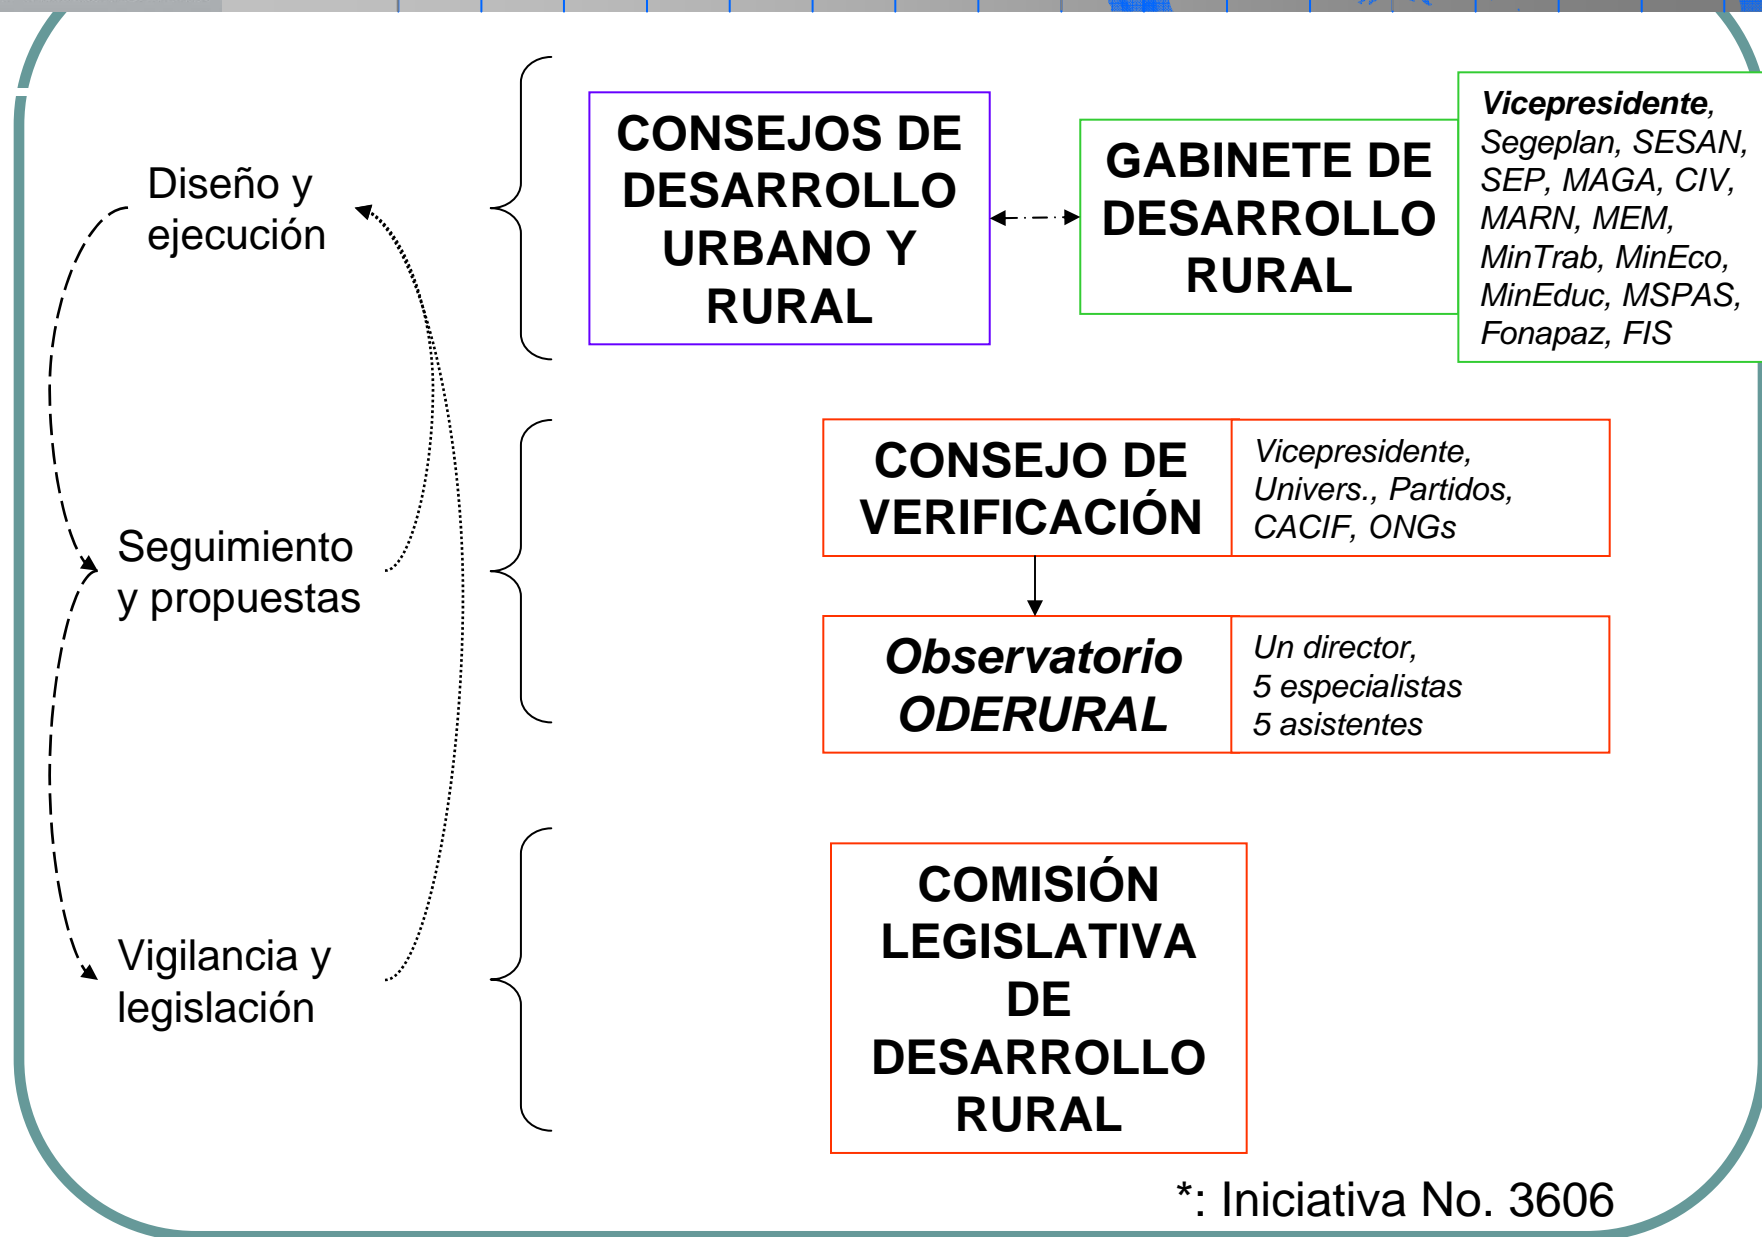 Diseño y
ejecución
CONSEJOS DE
DESARROLLO
URBANO Y
RURAL
GABINETE DE
DESARROLLO
RURAL
Vicepresidente,
Segeplan, SESAN,
SEP, MAGA, CIV,
MARN, MEM,
MinTrab, MinEco,
MinEduc, MSPAS,
Fonapaz, FIS
Seguimiento
y propuestas
CONSEJO DE
VERIFICACIÓN
Vicepresidente,
Univers., Partidos,
CACIF, ONGs
Observatorio
ODERURAL
Un director,
5 especialistas
5 asistentes
Vigilancia y
legislación
COMISIÓN
LEGISLATIVA
DE
DESARROLLO
RURAL
*: Iniciativa No. 3606